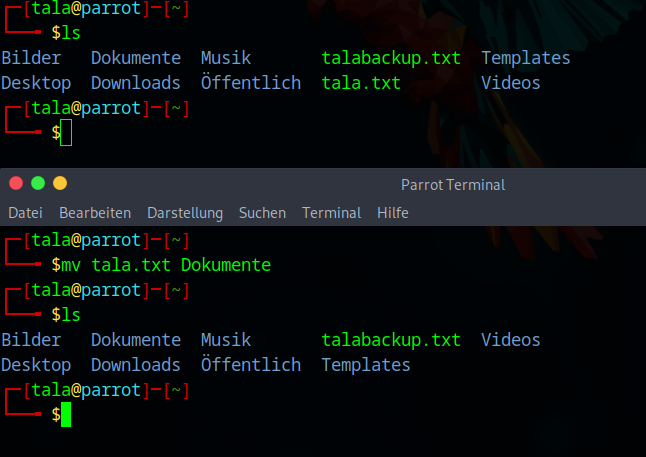 [tala@parrot]─[~]
$ls
Bilder Dokumente Musik talabackup.txt Templates
Desktop Downloads Öffentlich tala.txt Videos
[tala@parrot]─[~]
$
Parrot Terminal
Datei Bearbeiten Darstellung Suchen Terminal Hilfe
[tala@parrot]─[~]
$mv tala.txt Dokumente
[tala@parrot]─[~]
$ls
Bilder Dokumente Musik talabackup.txt Videos
Desktop Downloads Öffentlich Templates
[tala@parrot]─[~]
$